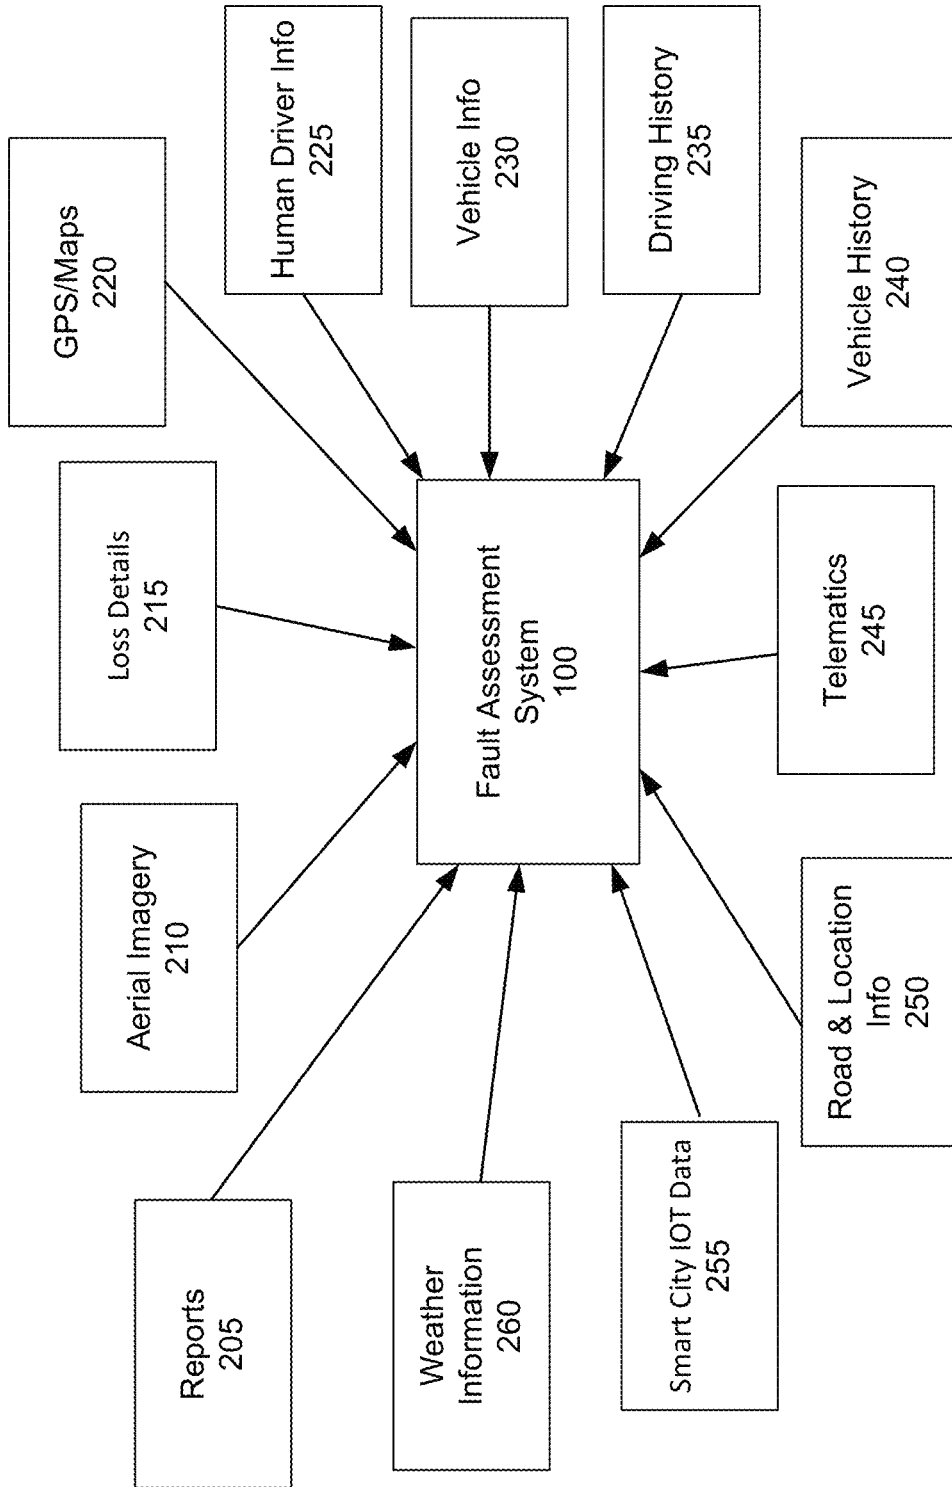 Reports
205
Aerial Imagery
210
Loss Details
215
GPS/Maps
220
Human Driver Info
225
Weather
Information
260
Fault Assessment
System
100
Vehicle Info
230
Smart City IOT Data
255
Driving History
235
Road & Location
Info
250
Telematics
245
Vehicle History
240